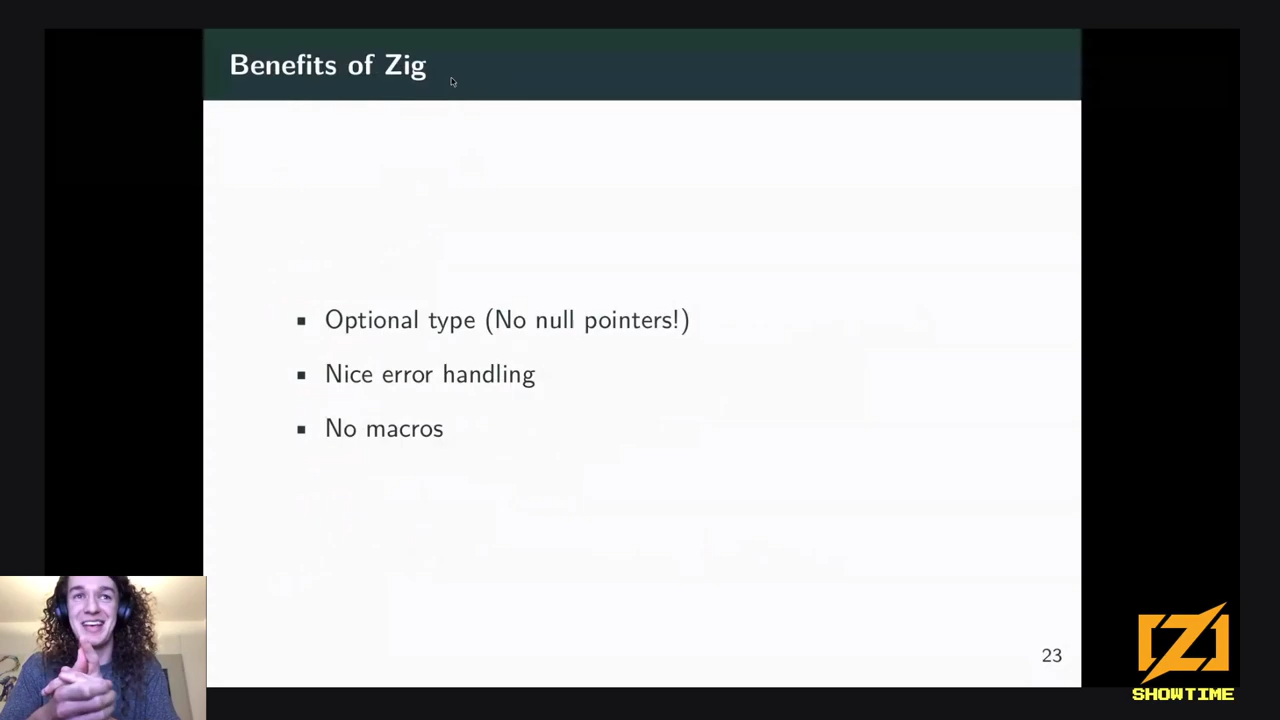 Benefits of Zig
▪ Optional type (No null pointers!)
▪ Nice error handling
▪ No macros
23
SHOWTIME